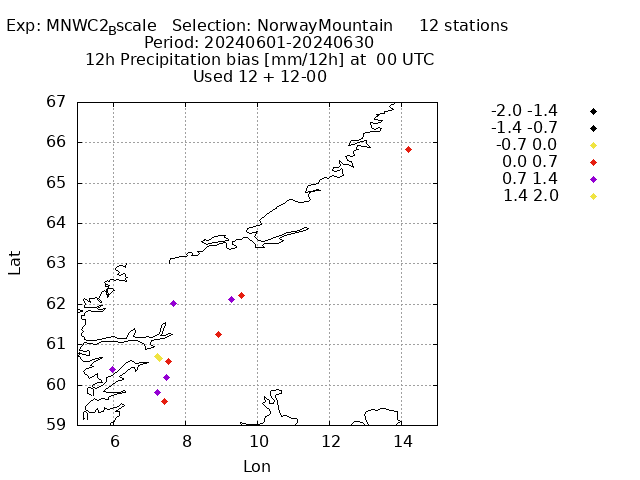 Exp: MNWC2Bscale   Selection: NorwayMountain     12 stations
Period: 20240601-20240630
12h Precipitation bias [mm/12h] at  00 UTC
Used 12 + 12-00
-2.0 -1.4
-1.4 -0.7
-0.7 0.0
0.0 0.7
0.7 1.4
1.4 2.0
67
66
65
64
63
62
61
60
59
Lat
6 8 10 12 14
Lon